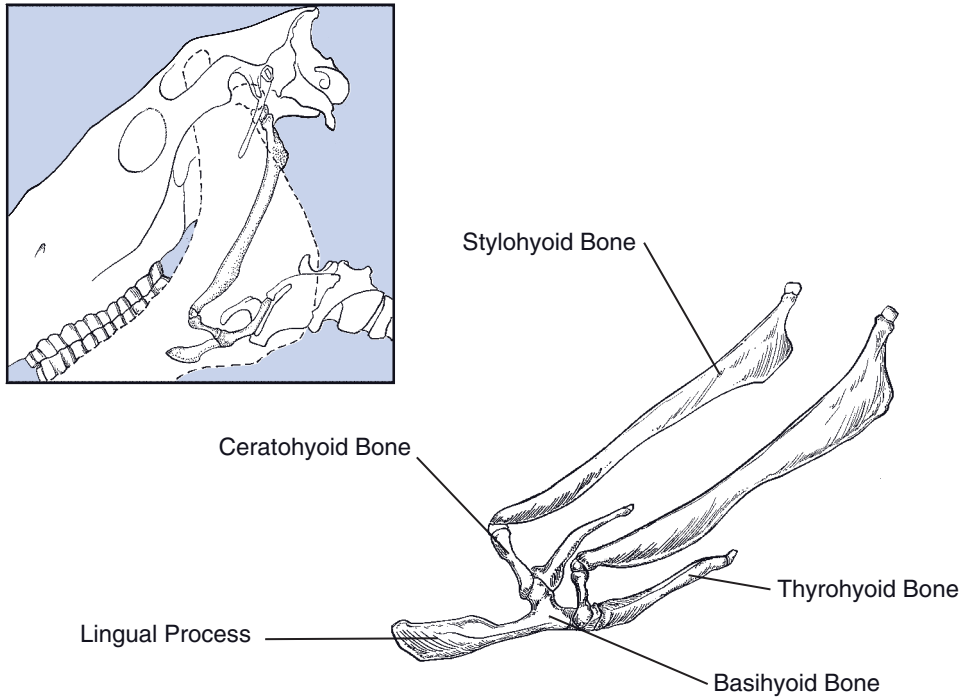 Stylohyoid Bone
Ceratohyoid Bone
Thyrohyoid Bone
Lingual Process
Basihyoid Bone